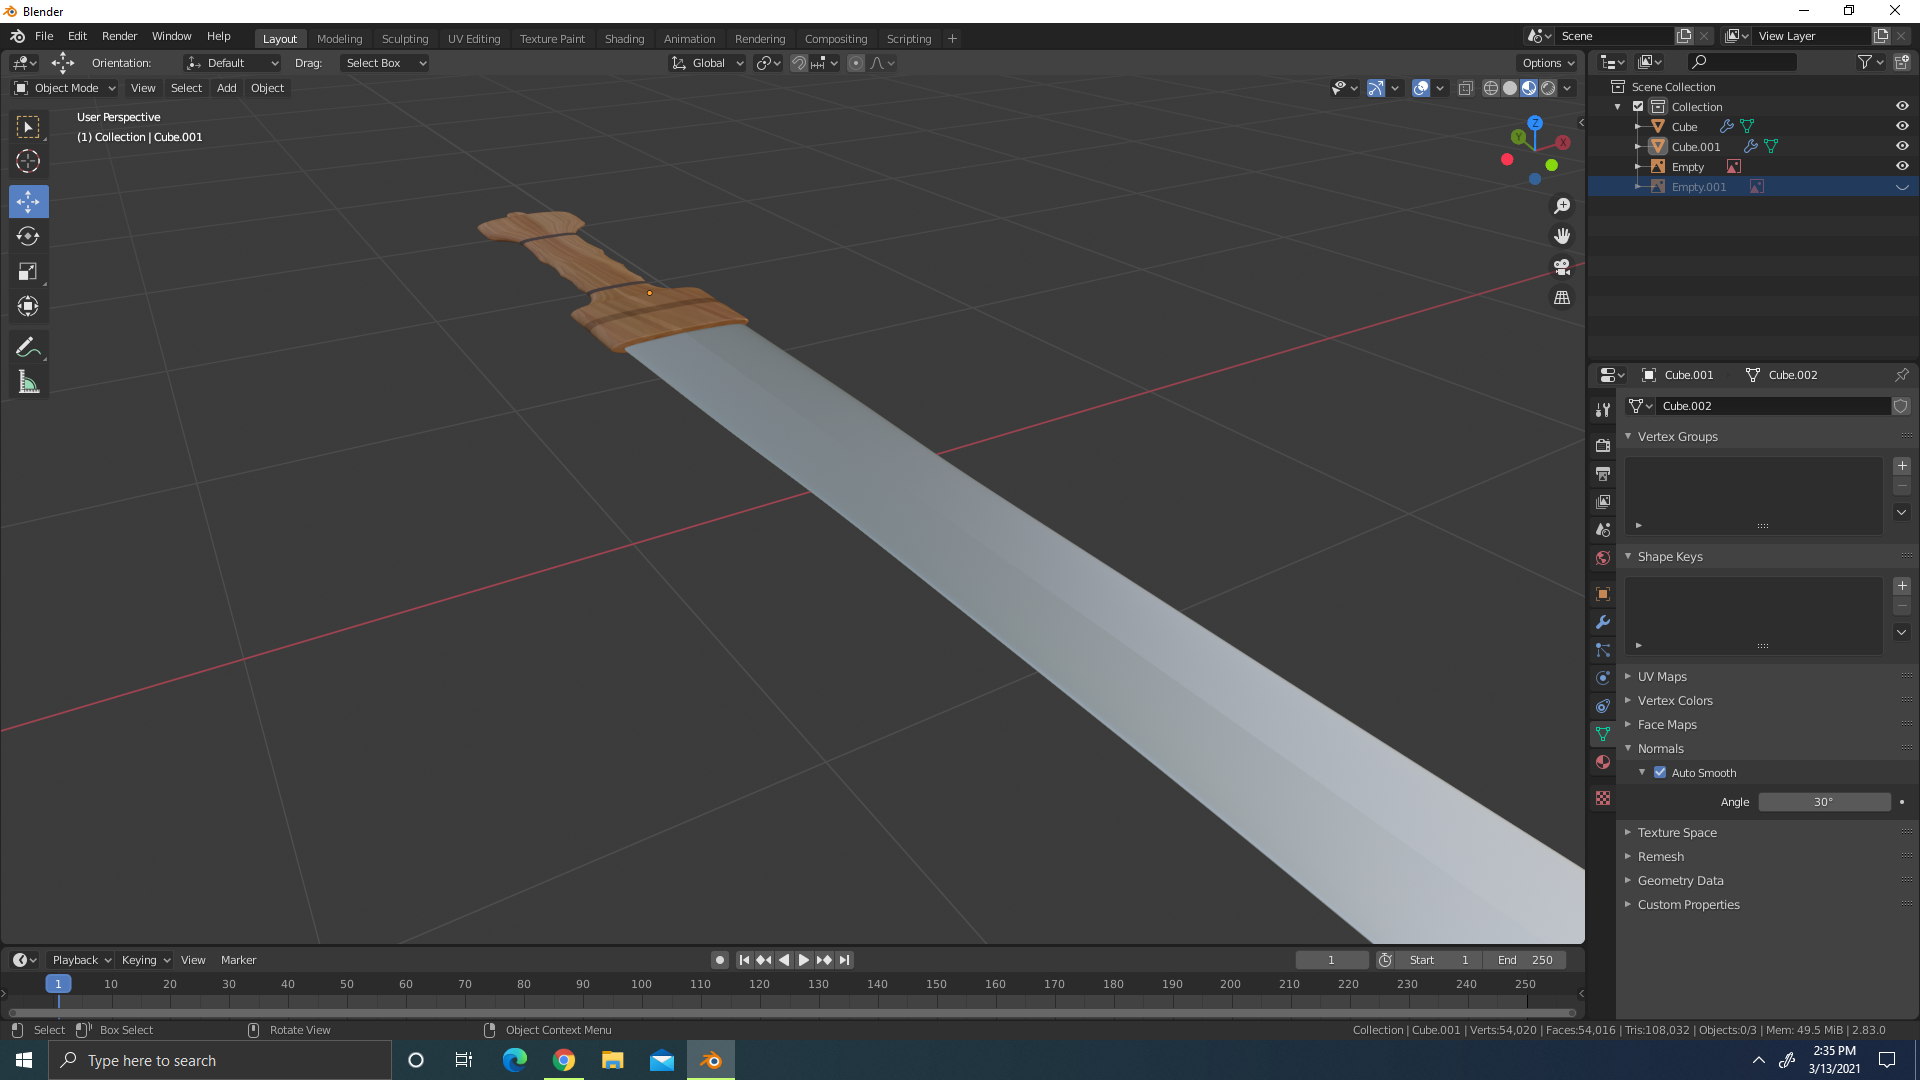 Blender
File Edit Render Window Help
Layout Modeling Sculpting UV Editing Texture Paint Shading Animation Rendering Compositing Scripting +
Scene
View Layer
Orientation: Default Drag: Select Box
Global
Options
Object Mode View Select Add Object
User Perspective
(1) Collection | Cube.001
Z
Y
X
Scene Collection
Collection
Cube
Cube.001
Empty
Empty.001
Cube.001 Cube.002
Cube.002
Vertex Groups
Shape Keys
UV Maps
Vertex Colors
Face Maps
Normals
Auto Smooth
Angle 30°
Texture Space
Remesh
Geometry Data
Custom Properties
Playback Keying View Marker
1 Start 1 End 250
1 10 20 30 40 50 60 70 80 90 100 110 120 130 140 150 160 170 180 190 200 210 220 230 240 250
Select Box Select Rotate View Object Context Menu
Collection | Cube.001 | Verts:54,020 | Faces:54,016 | Tris:108,032 | Objects:0/3 | Mem: 49.5 MiB | 2.83.0
Type here to search
2:35 PM
3/13/2021